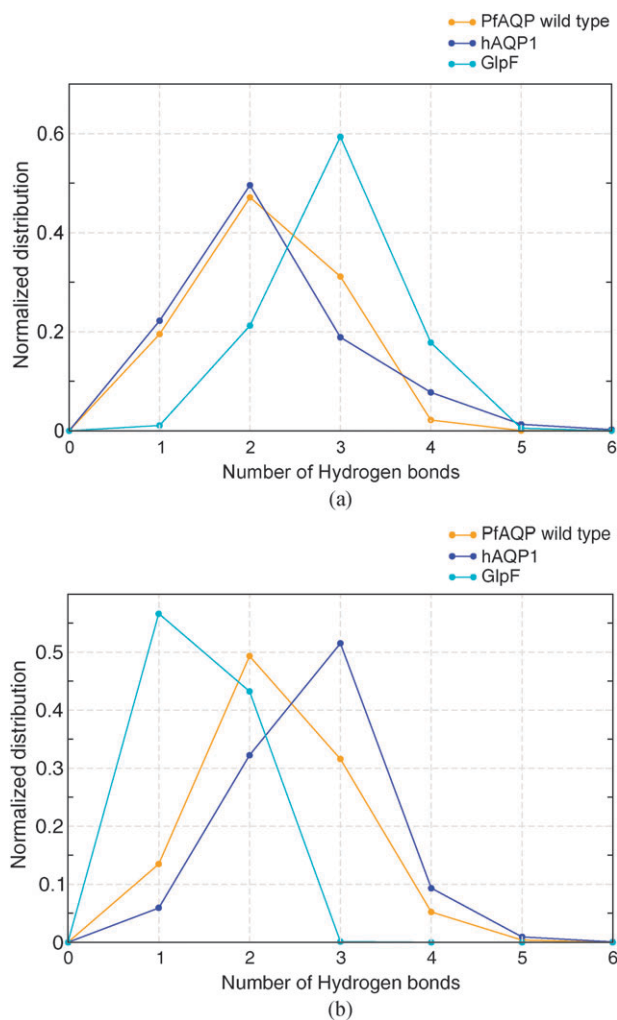 PfAQP wild type
hAQP1
GlpF
0.6
0.4
0.2
0
Normalized distribution
0 1 2 3 4 5 6
Number of Hydrogen bonds
(a)
PfAQP wild type
hAQP1
GlpF
0.5
0.4
0.3
0.2
0.1
0
Normalized distribution
0 1 2 3 4 5 6
Number of Hydrogen bonds
(b)